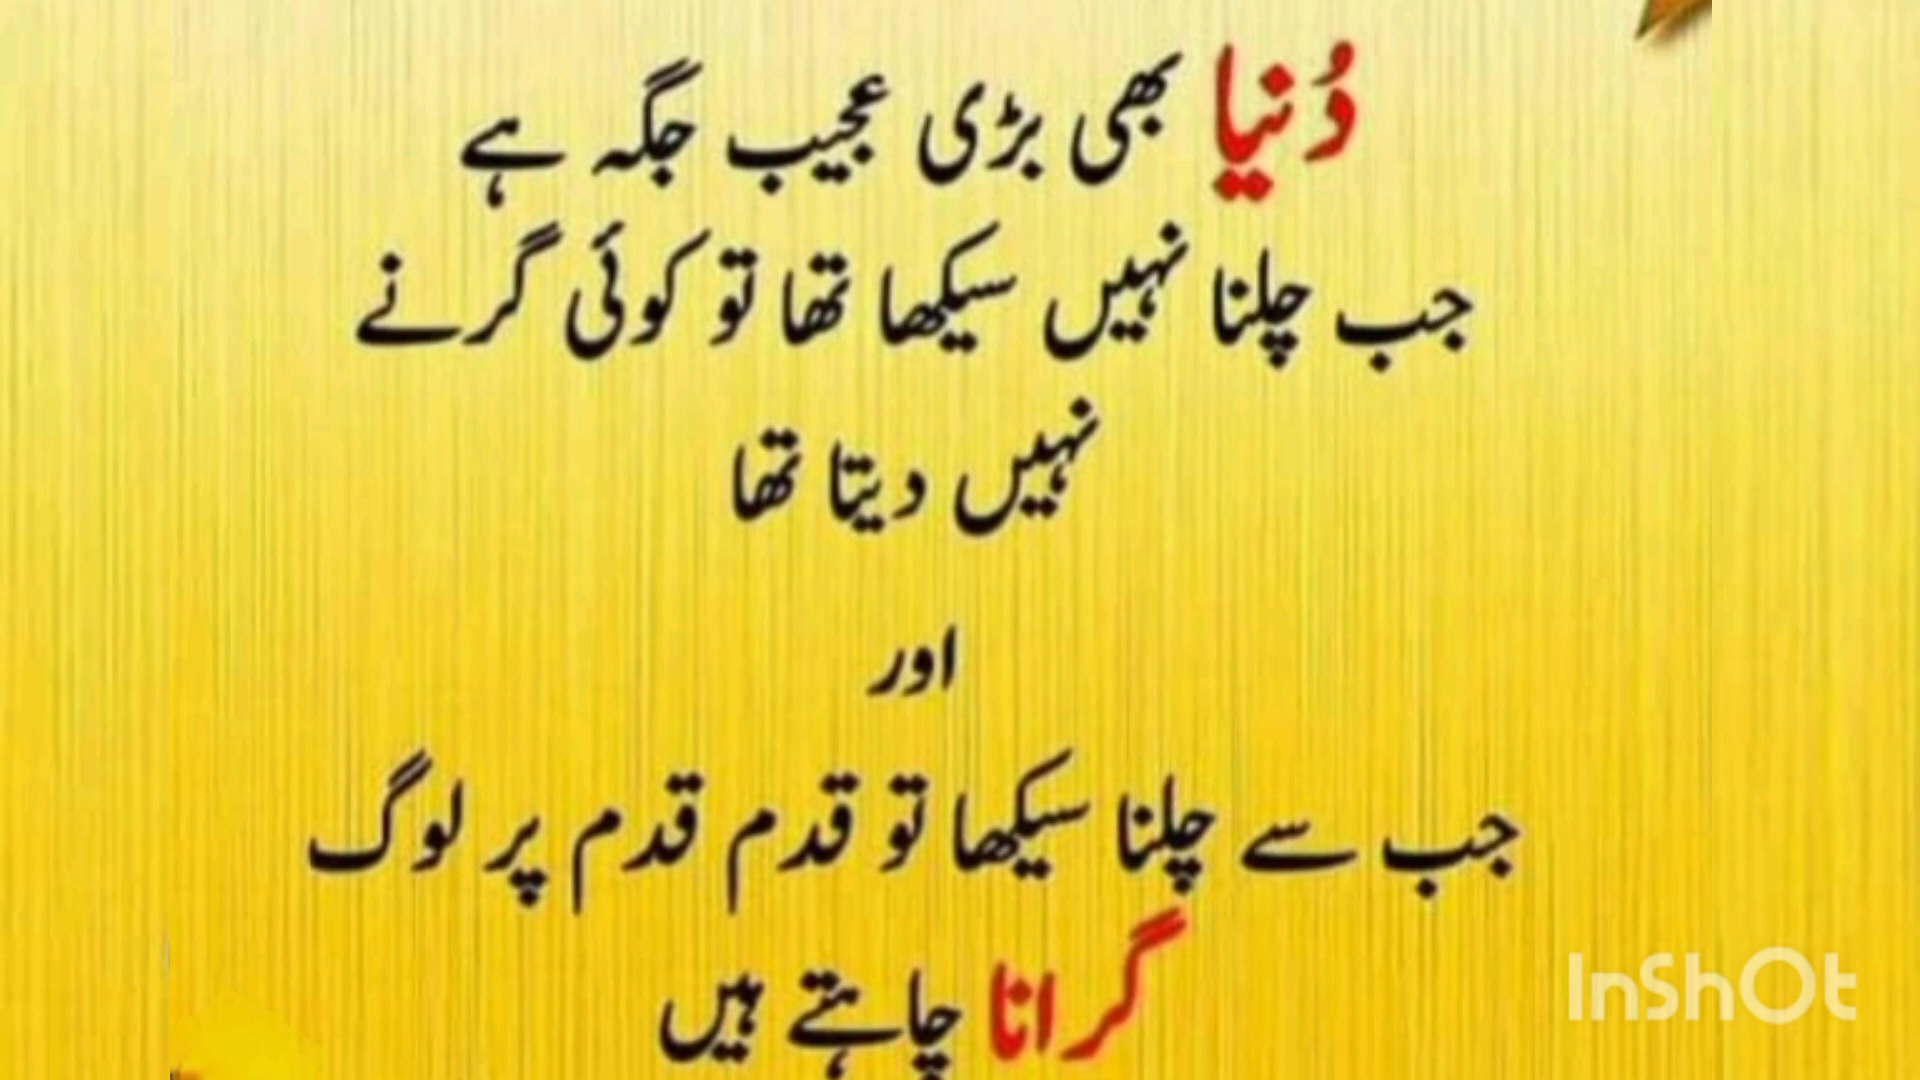 دُنیا بھی بڑی عجیب جگہ ہے
جب چلنا نہیں سیکھا تھا تو کوئی گرنے
نہیں دیتا تھا
اور
جب سے چلنا سیکھا تو قدم قدم پر لوگ
گرانا چاہتے ہیں
InShOt